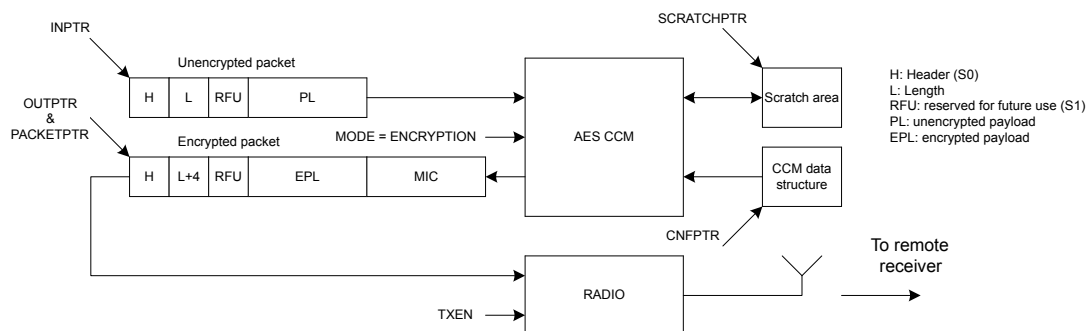 INPTR
SCRATCHPTR
Unencrypted packet
H L RFU PL
OUTPTR
&
PACKETPTR
Encrypted packet
H L+4 RFU EPL MIC
MODE = ENCRYPTION
AES CCM
Scratch area
CCM data
structure
CNFPTR
H: Header (S0)
L: Length
RFU: reserved for future use (S1)
PL: unencrypted payload
EPL: encrypted payload
To remote
receiver
RADIO
TXEN